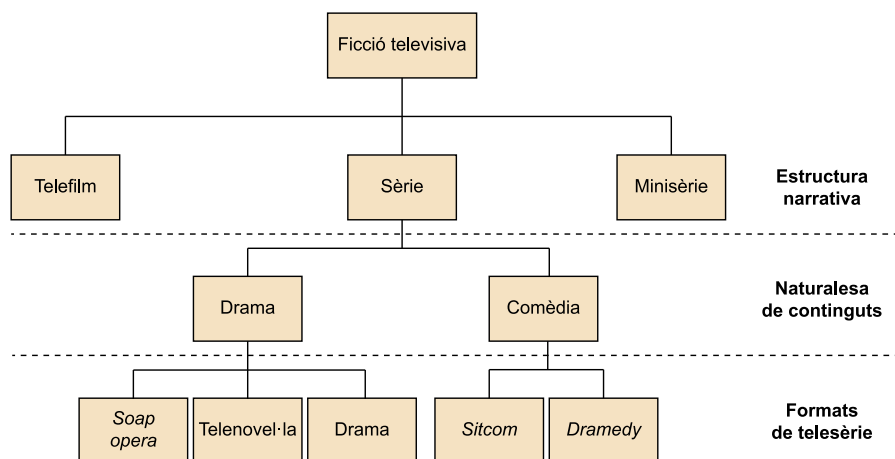 Ficció televisiva
Telefilm
Sèrie
Minisèrie
Estructura
narrativa
Drama
Comèdia
Naturalesa
de continguts
Soap
opera
Telenovel·la
Drama
Sitcom
Dramedy
Formats
de telesèrie